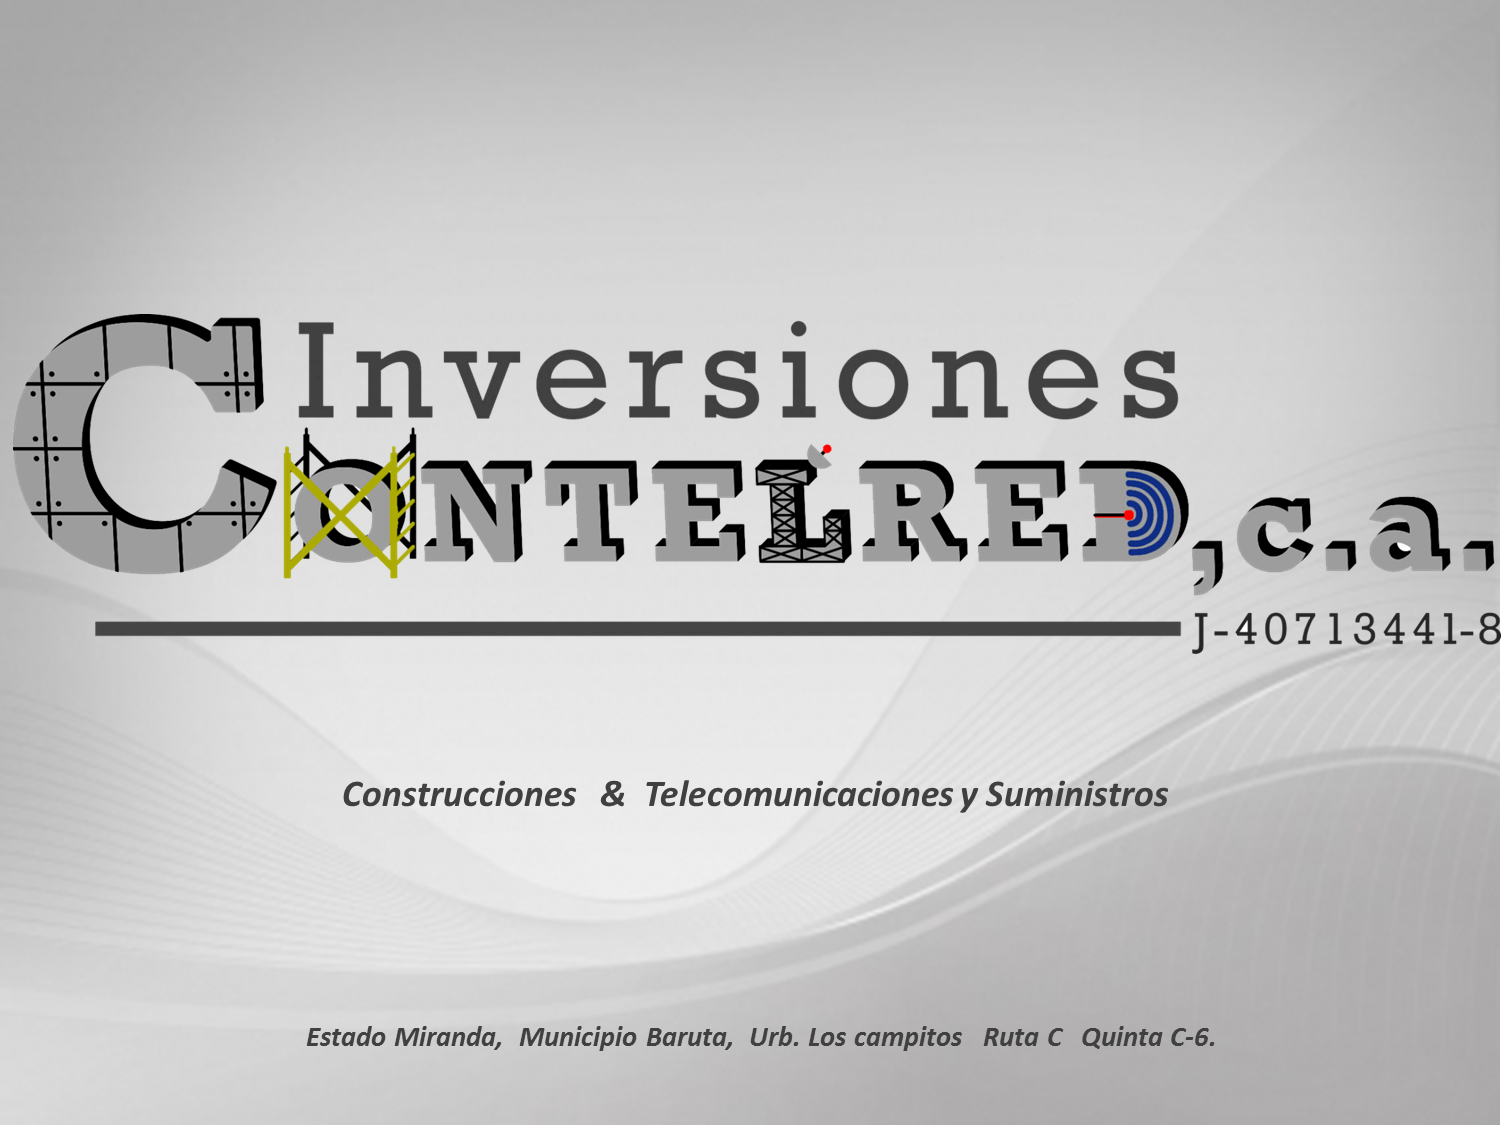 Inversiones
CONTELRED,c.a.
J-40713441-8
Construcciones & Telecomunicaciones y Suministros
Estado Miranda, Municipio Baruta, Urb. Los campitos Ruta C Quinta C-6.